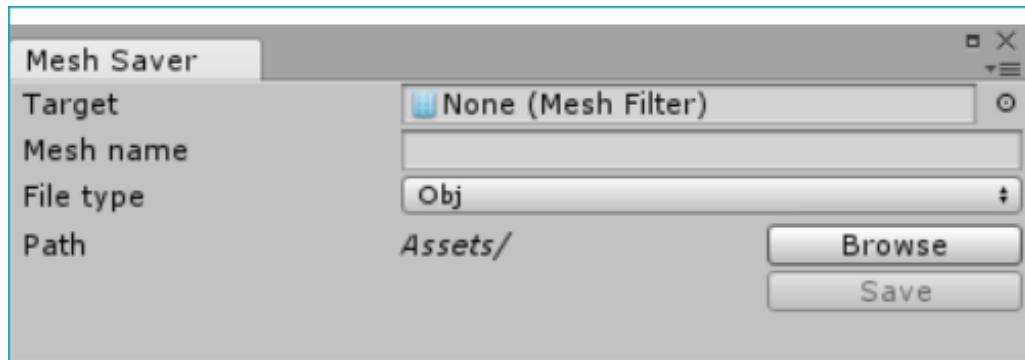 Mesh Saver
Target None (Mesh Filter)
Mesh name
File type Obj
Path Assets/ Browse
Save